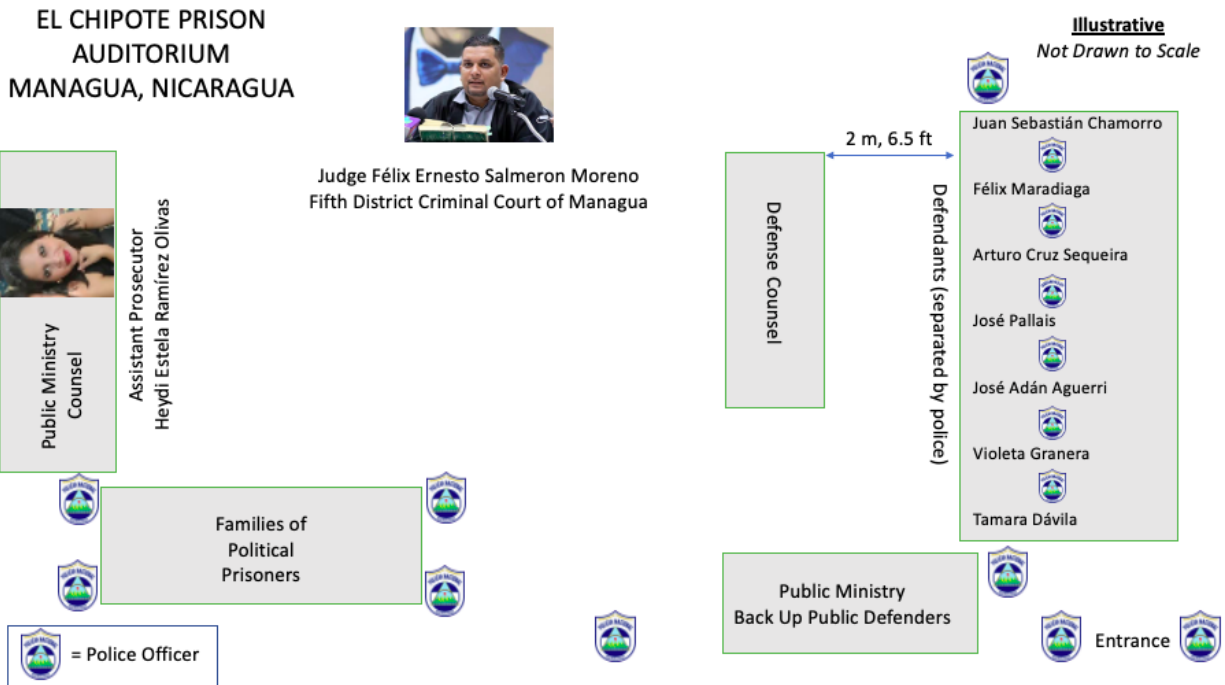 EL CHIPOTE PRISON
AUDITORIUM
MANAGUA, NICARAGUA
Illustrative
Not Drawn to Scale
Judge Félix Ernesto Salmeron Moreno
Fifth District Criminal Court of Managua
Public Ministry
Counsel
Assistant Prosecutor
Heydi Estela Ramírez Olivas
2 m, 6.5 ft
Defense Counsel
Defendants (separated by police)
Juan Sebastián Chamorro
Félix Maradiaga
Arturo Cruz Sequeira
José Pallais
José Adán Aguerri
Violeta Granera
Tamara Dávila
Families of
Political
Prisoners
Public Ministry
Back Up Public Defenders
Entrance
= Police Officer